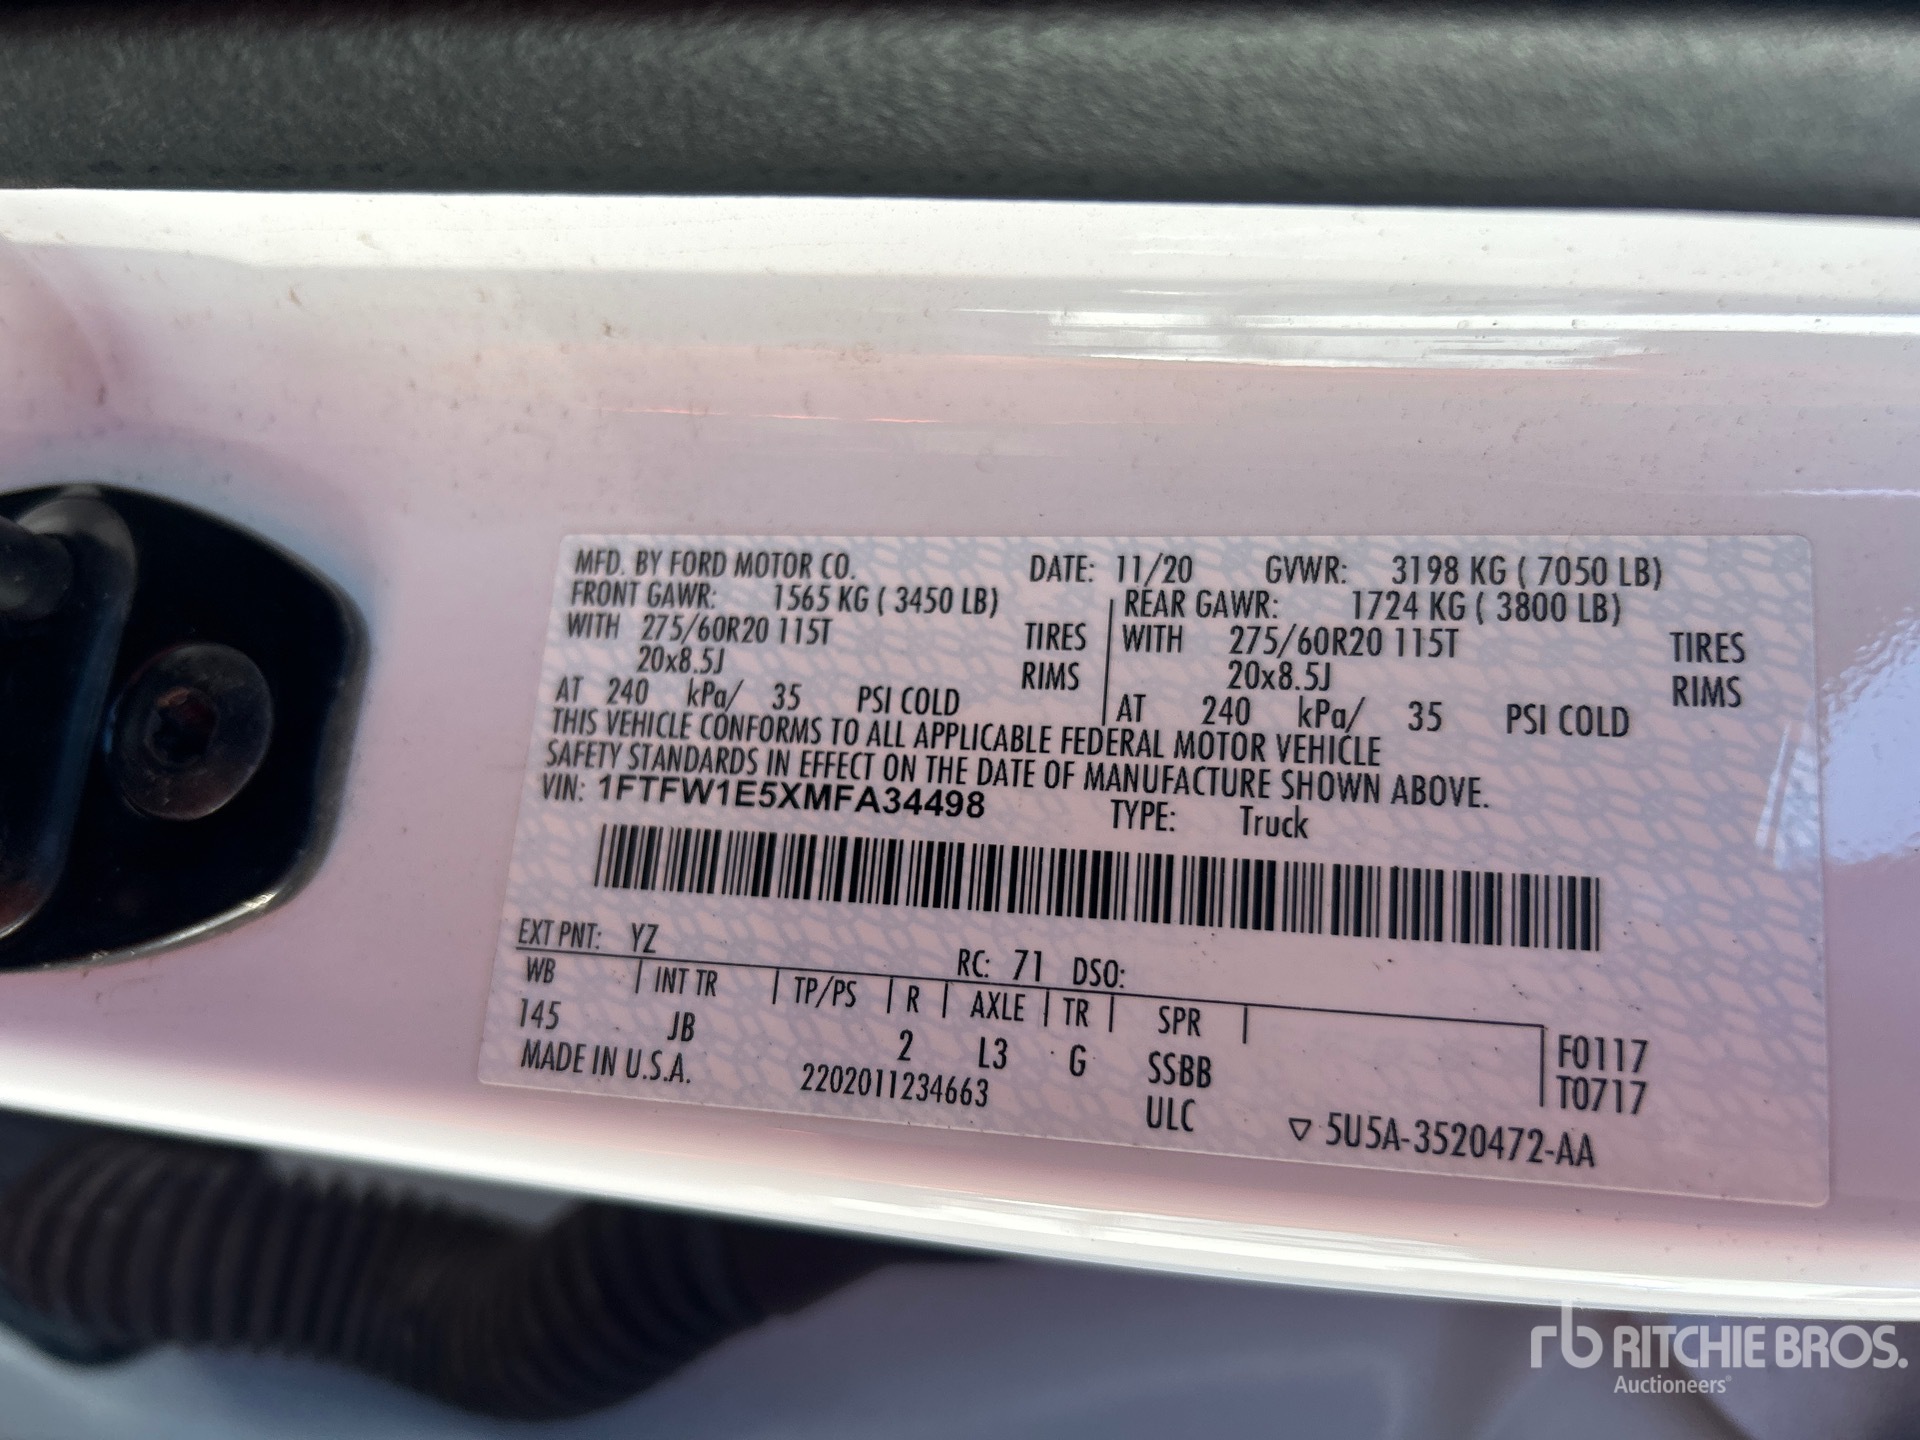 MFD. BY FORD MOTOR CO. DATE: 11/20 GVWR: 3198 KG ( 7050 LB)
FRONT GAWR: 1565 KG ( 3450 LB) REAR GAWR: 1724 KG ( 3800 LB)
WITH 275/60R20 115T TIRES WITH 275/60R20 115T TIRES
20x8.5J RIMS 20x8.5J RIMS
AT 240 kPa/ 35 PSI COLD AT 240 kPa/ 35 PSI COLD
THIS VEHICLE CONFORMS TO ALL APPLICABLE FEDERAL MOTOR VEHICLE
SAFETY STANDARDS IN EFFECT ON THE DATE OF MANUFACTURE SHOWN ABOVE.
VIN: 1FTFW1E5XMFA34498 TYPE: Truck
EXT PNT: YZ RC: 71 DSO:
WB INT TR TP/PS R AXLE TR SPR
145 JB 2 L3 G SSBB F0117
MADE IN U.S.A. 2202011234663 ULC T0717
▽ 5U5A-3520472-AA
rb RITCHIE BROS.
Auctioneers®